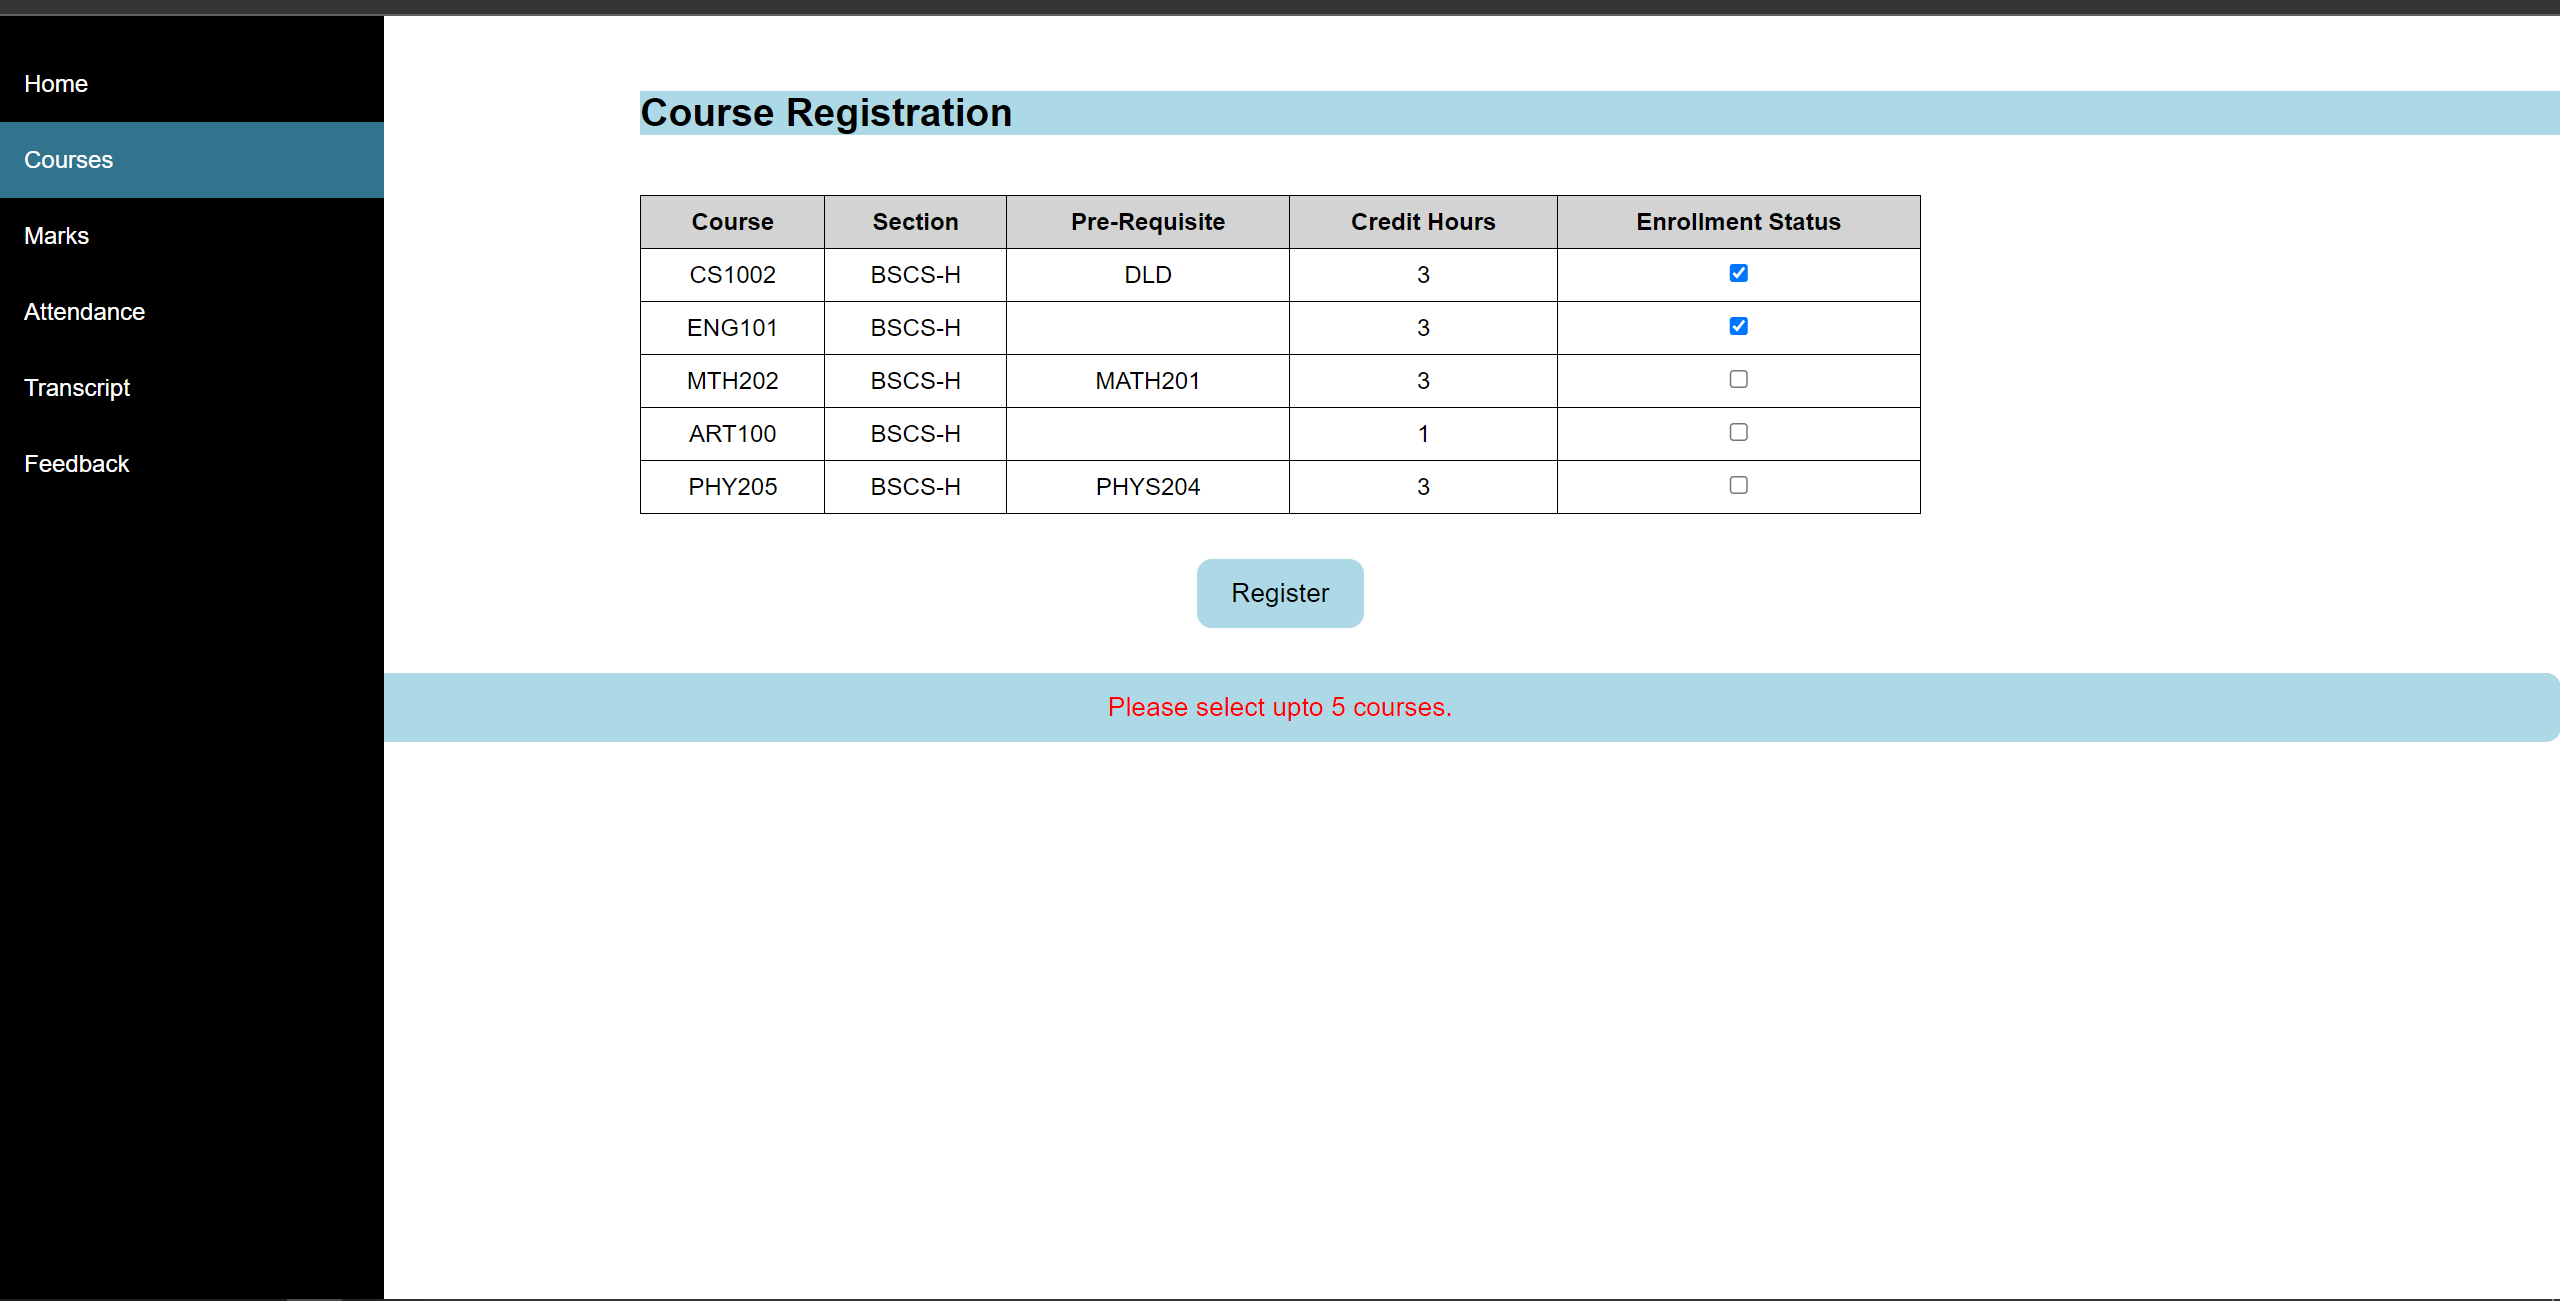 Home
Courses
Marks
Attendance
Transcript
Feedback
Course Registration
Course Section Pre-Requisite Credit Hours Enrollment Status
CS1002 BSCS-H DLD 3
ENG101 BSCS-H 3
MTH202 BSCS-H MATH201 3
ART100 BSCS-H 1
PHY205 BSCS-H PHYS204 3
Register
Please select upto 5 courses.